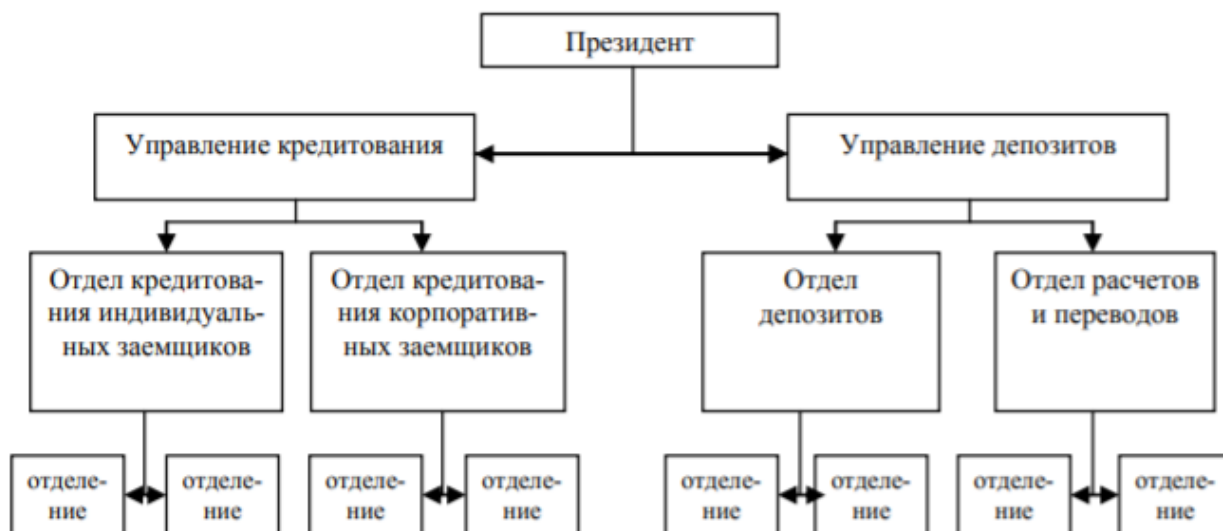 Президент
Управление кредитования
Управление депозитов
Отдел кредитова-
ния индивидуаль-
ных заемщиков
Отдел кредитова-
ния корпоратив-
ных заемщиков
Отдел
депозитов
Отдел расчетов
и переводов
отделе-
ние
отделе-
ние
отделе-
ние
отделе-
ние
отделе-
ние
отделе-
ние
отделе-
ние
отделе-
ние